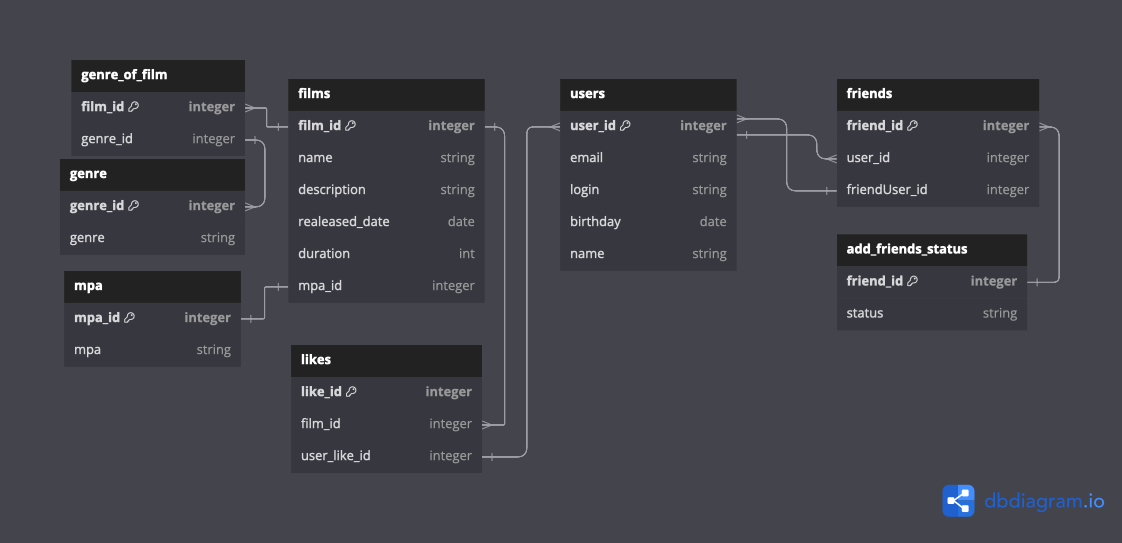 genre_of_film
film_id integer
genre_id integer
genre
genre_id integer
genre string
mpa
mpa_id integer
mpa string
films
film_id integer
name string
description string
realeased_date date
duration int
mpa_id integer
likes
like_id integer
film_id integer
user_like_id integer
users
user_id integer
email string
login string
birthday date
name string
friends
friend_id integer
user_id integer
friendUser_id integer
add_friends_status
friend_id integer
status string
dbdiagram.io